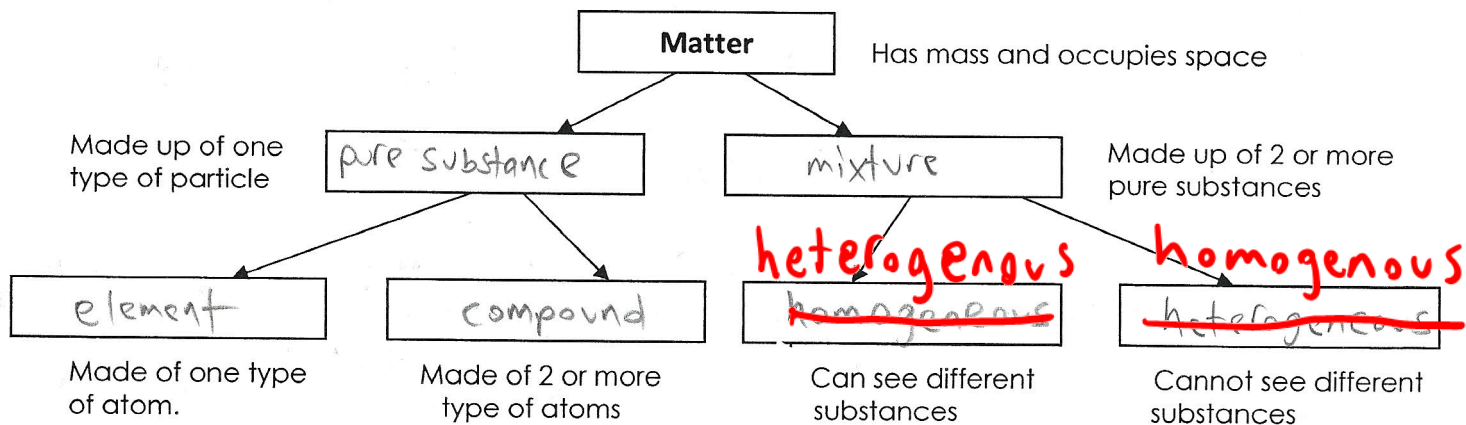 Matter
Has mass and occupies space
Made up of one
type of particle
pure substance
mixture
Made up of 2 or more
pure substances
heterogenous
homogenous
element
compound
homogeneous
heterogeneous
Made of one type
of atom.
Made of 2 or more
type of atoms
Can see different
substances
Cannot see different
substances